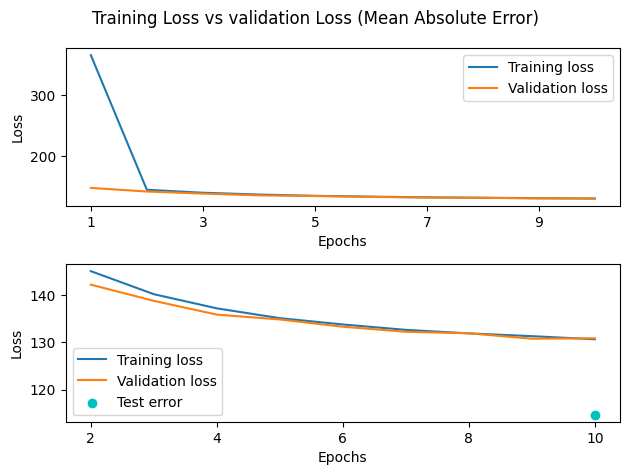 Training Loss vs validation Loss (Mean Absolute Error)
300
200
Loss
Training loss
Validation loss
1 3 5 7 9
Epochs
140
130
120
Loss
Training loss
Validation loss
Test error
2 4 6 8 10
Epochs